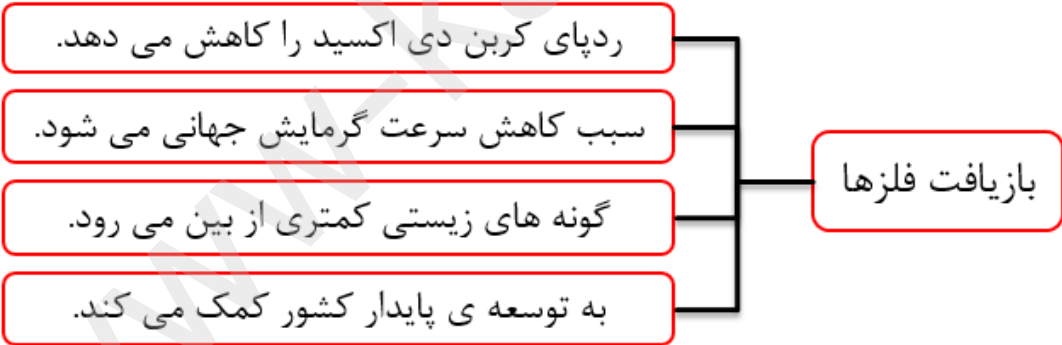 بازیافت فلزها
ردپای کربن دی اکسید را کاهش می دهد.
سبب کاهش سرعت گرمایش جهانی می شود.
گونه های زیستی کمتری از بین می رود.
به توسعه ی پایدار کشور کمک می کند.